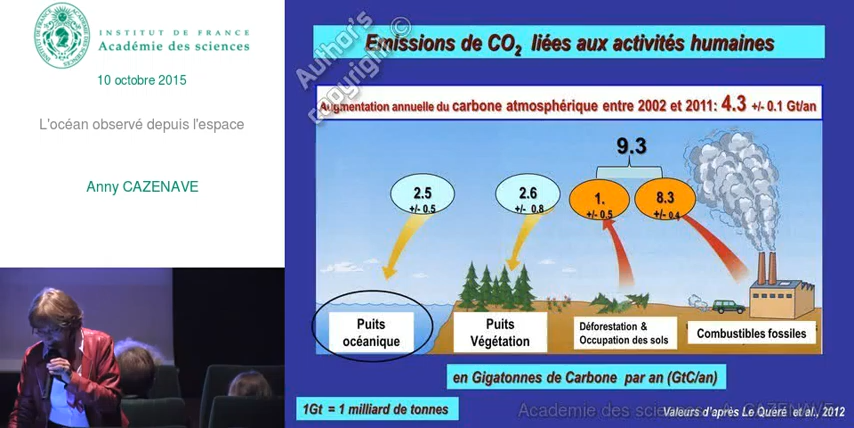 INSTITUT DE FRANCE
Académie des sciences
10 octobre 2015
L'océan observé depuis l'espace
Anny CAZENAVE
Author's
copyright ©
Emissions de CO2 liées aux activités humaines
Augmentation annuelle du carbone atmosphérique entre 2002 et 2011: 4.3 +/- 0.1 Gt/an
9.3
2.5
+/- 0.5
2.6
+/- 0.8
1.
+/- 0.5
8.3
+/- 0.4
Puits
océanique
Puits
Végétation
Déforestation &
Occupation des sols
Combustibles fossiles
en Gigatonnes de Carbone par an (GtC/an)
1Gt = 1 milliard de tonnes
Academie des sciences - A. CAZENAVE
Valeurs d'après Le Quéré et al., 2012